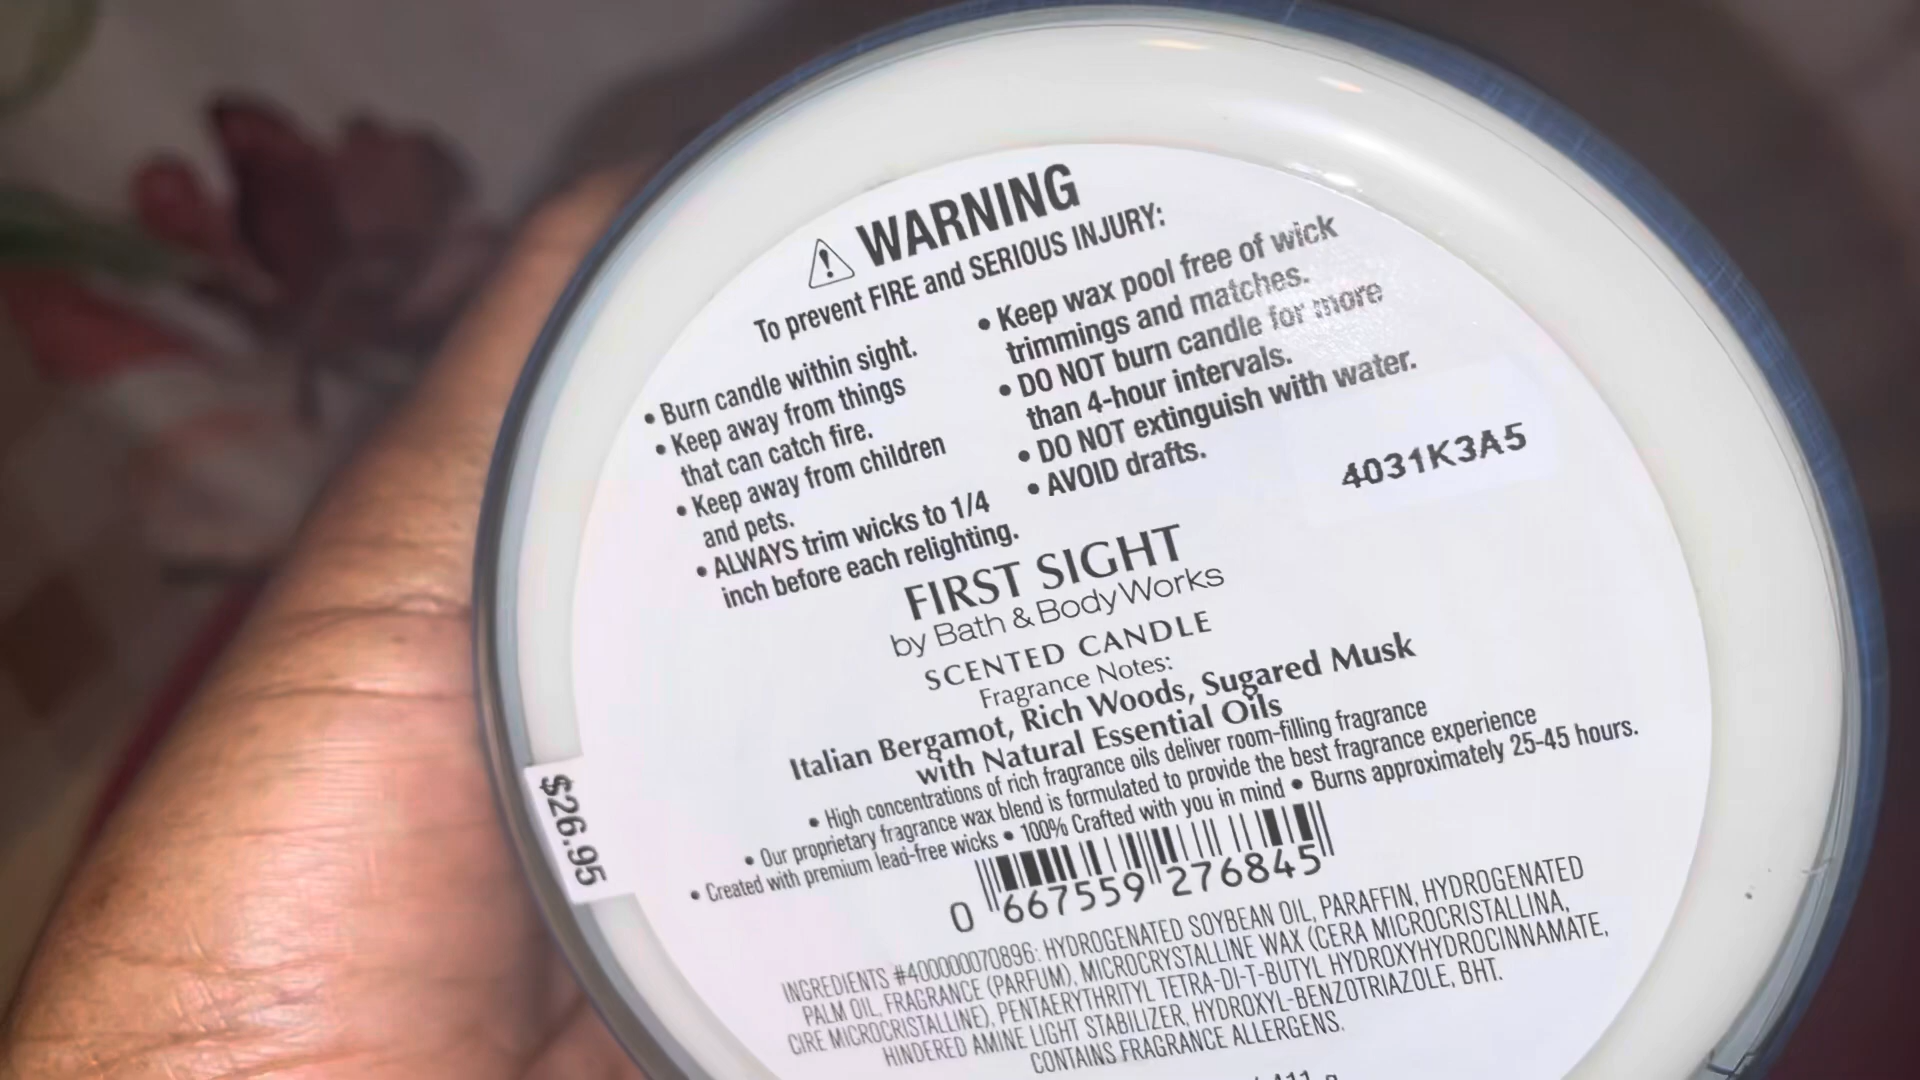 WARNING
To prevent FIRE and SERIOUS INJURY:
• Burn candle within sight.
• Keep away from things
that can catch fire.
• Keep away from children
and pets.
• ALWAYS trim wicks to 1/4
inch before each relighting.
• Keep wax pool free of wick
trimmings and matches.
• DO NOT burn candle for more
than 4-hour intervals.
• DO NOT extinguish with water.
• AVOID drafts.
4031K3A5
FIRST SIGHT
by Bath & Body Works
SCENTED CANDLE
Fragrance Notes:
Italian Bergamot, Rich Woods, Sugared Musk
with Natural Essential Oils
• High concentrations of rich fragrance oils deliver room-filling fragrance
• Our proprietary fragrance wax blend is formulated to provide the best fragrance experience
• Created with premium lead-free wicks • 100% Crafted with you in mind • Burns approximately 25-45 hours.
$26.95
0 667559 276845
INGREDIENTS #400000070896: HYDROGENATED SOYBEAN OIL, PARAFFIN, HYDROGENATED
PALM OIL, FRAGRANCE (PARFUM), MICROCRYSTALLINE WAX (CERA MICROCRISTALLINA,
CIRE MICROCRISTALLINE), PENTAERYTHRITYL TETRA-DI-T-BUTYL HYDROXYHYDROCINNAMATE,
HINDERED AMINE LIGHT STABILIZER, HYDROXYL-BENZOTRIAZOLE, BHT.
CONTAINS FRAGRANCE ALLERGENS.
411 g